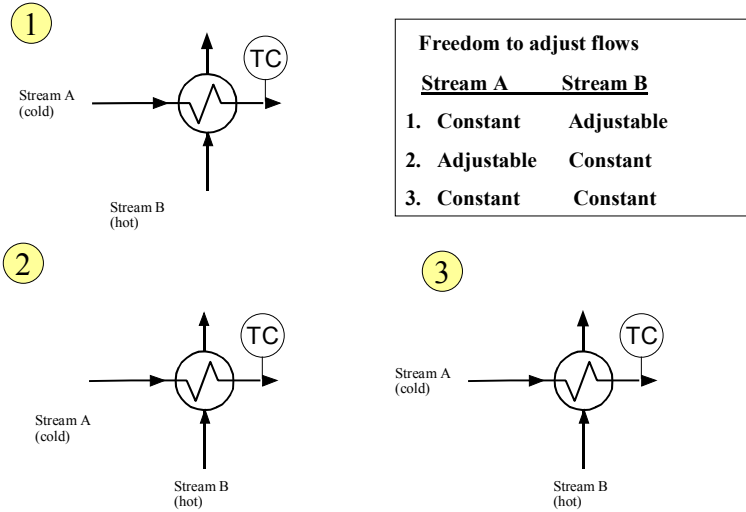 1
TC
Stream A
(cold)
Stream B
(hot)
Freedom to adjust flows
Stream A Stream B
1. Constant Adjustable
2. Adjustable Constant
3. Constant Constant
2
TC
Stream A
(cold)
Stream B
(hot)
3
TC
Stream A
(cold)
Stream B
(hot)